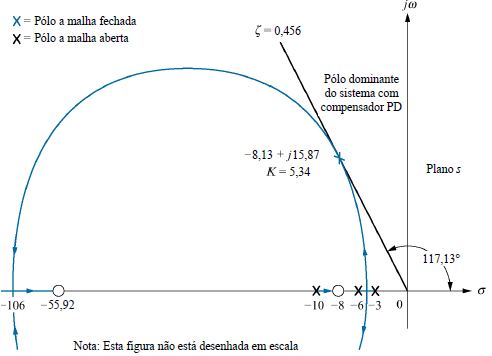 X = Pólo a malha fechada
X = Pólo a malha aberta
jω
ζ = 0,456
Pólo dominante
do sistema com
compensador PD
−8,13 + j15,87
K = 5,34
Plano s
117,13°
−106
−55,92
−10
−8
−6
−3
0
σ
Nota: Esta figura não está desenhada em escala